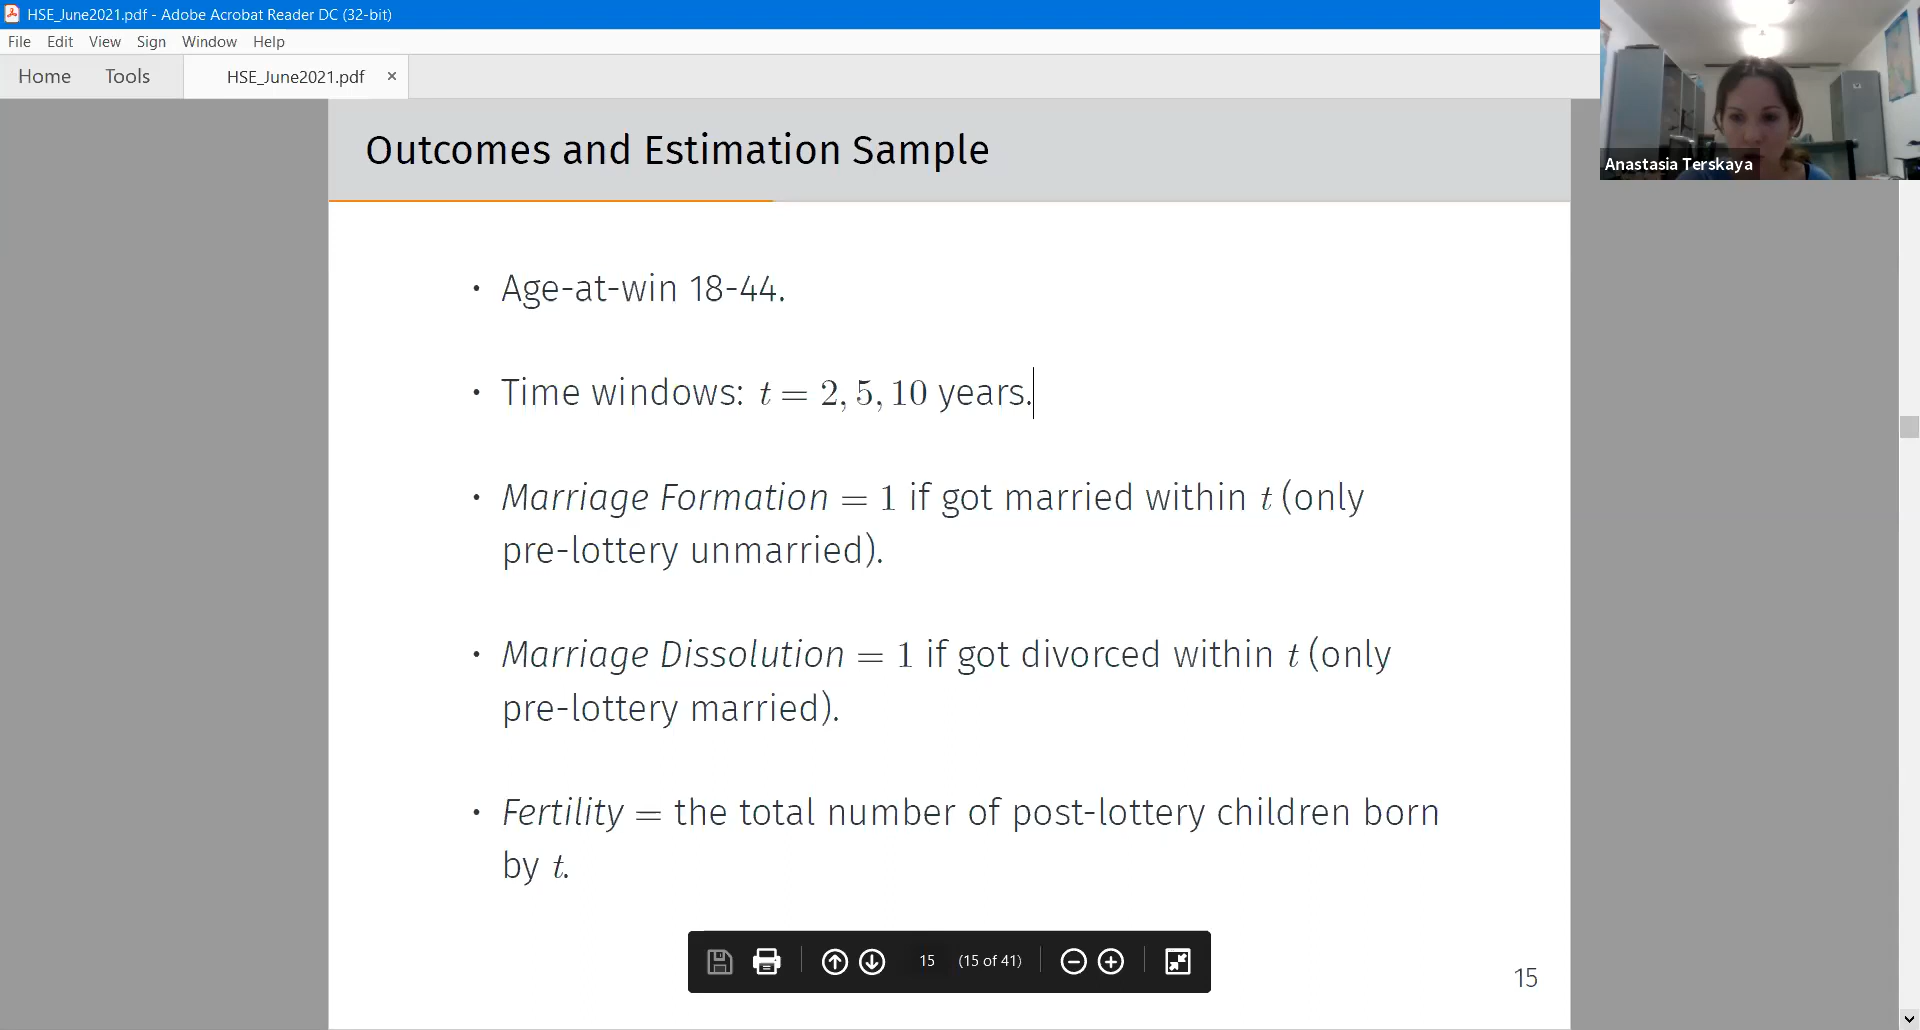 HSE_June2021.pdf - Adobe Acrobat Reader DC (32-bit)
File Edit View Sign Window Help
Home Tools HSE_June2021.pdf ×
Anastasia Terskaya
Outcomes and Estimation Sample
• Age-at-win 18-44.
• Time windows: t = 2, 5, 10 years.
• Marriage Formation = 1 if got married within t (only
pre-lottery unmarried).
• Marriage Dissolution = 1 if got divorced within t (only
pre-lottery married).
• Fertility = the total number of post-lottery children born
by t.
15 (15 of 41)
15